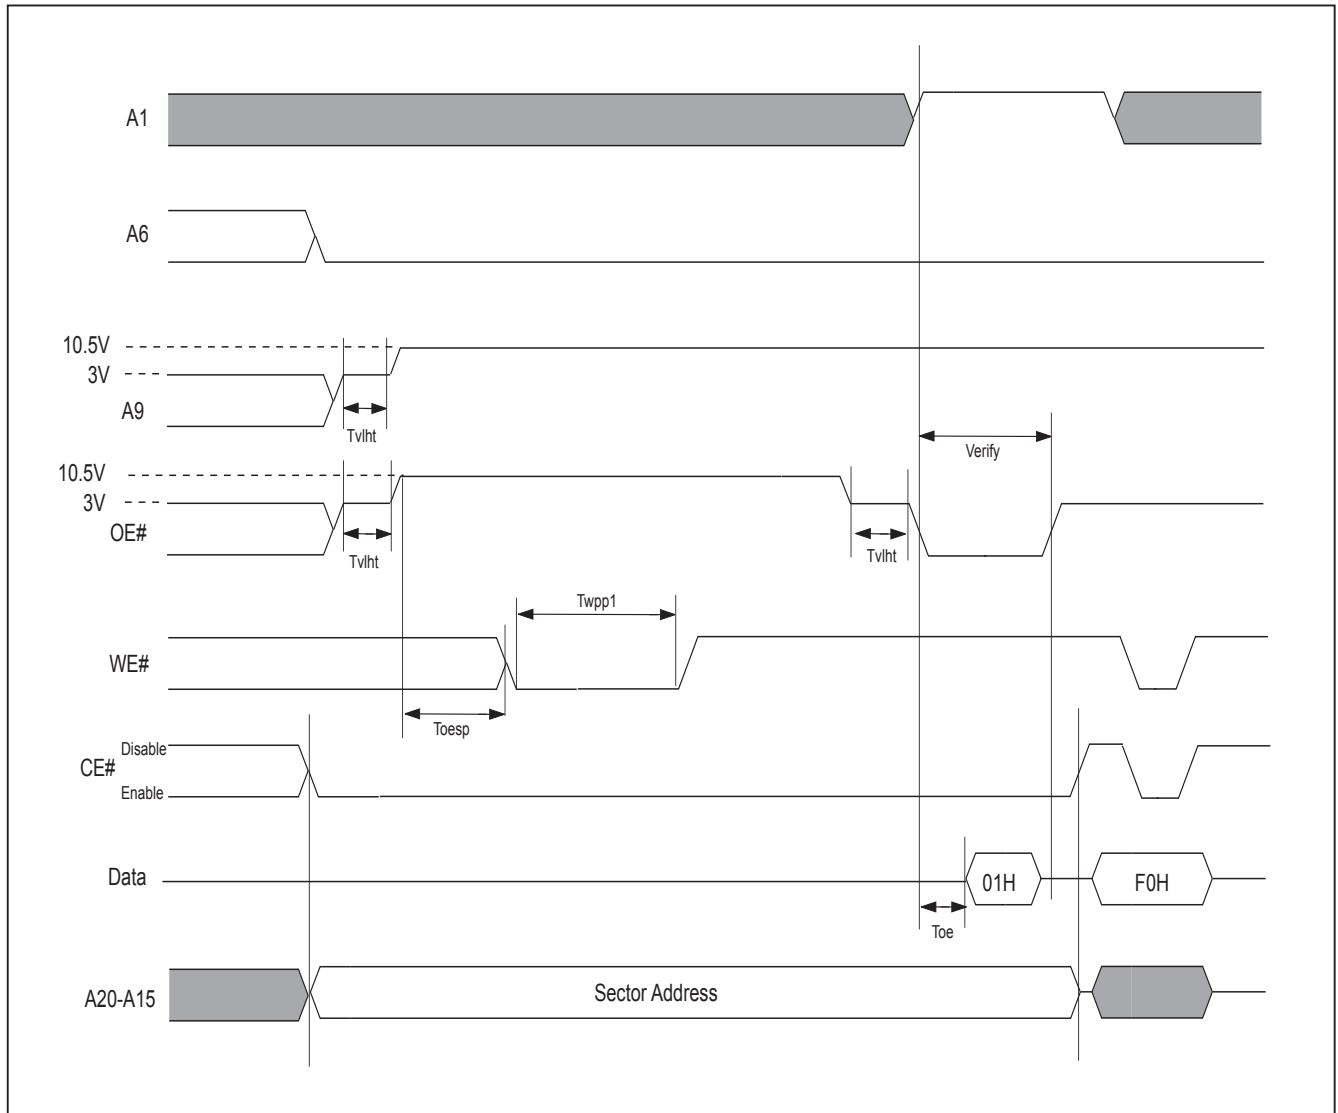 A1
A6
10.5V
3V
A9
Tvlht
Verify
10.5V
3V
OE#
Tvlht
Tvlht
Twpp1
WE#
Toesp
Disable
CE#
Enable
Data
01H
F0H
Toe
A20-A15
Sector Address